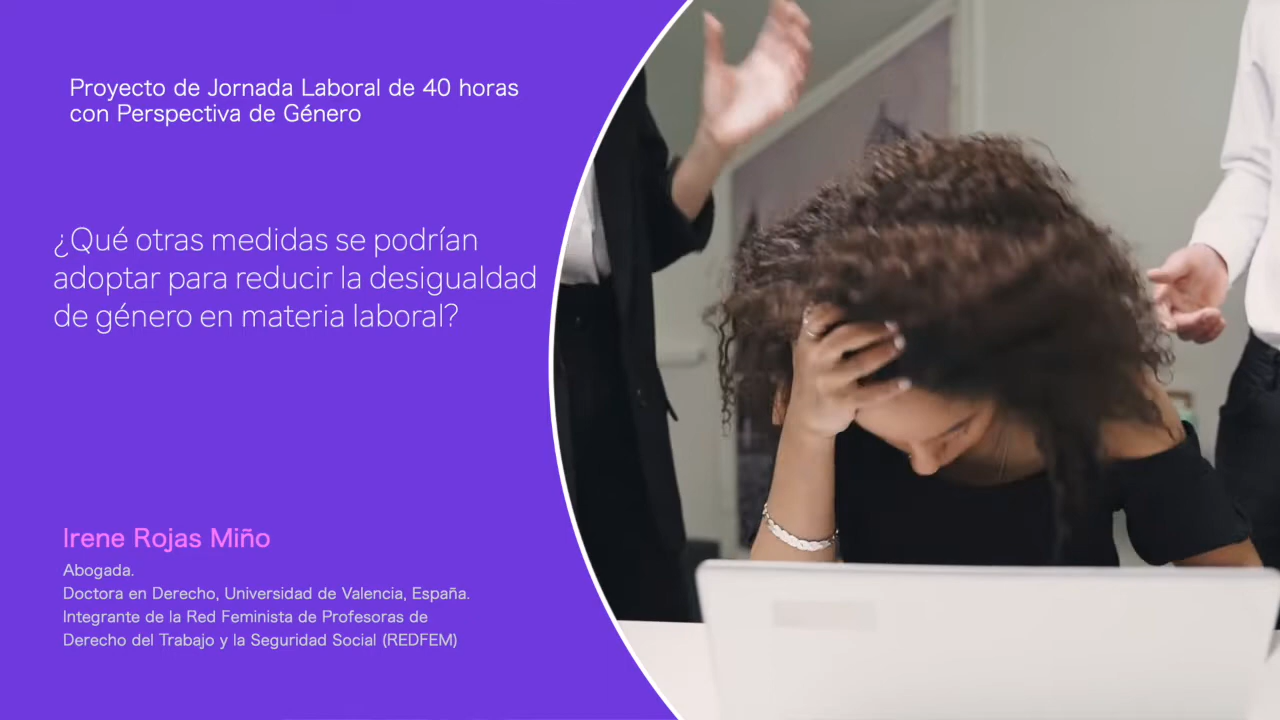 Proyecto de Jornada Laboral de 40 horas
con Perspectiva de Género
¿Qué otras medidas se podrían
adoptar para reducir la desigualdad
de género en materia laboral?
Irene Rojas Miño
Abogada.
Doctora en Derecho, Universidad de Valencia, España.
Integrante de la Red Feminista de Profesoras de
Derecho del Trabajo y la Seguridad Social (REDFEM)